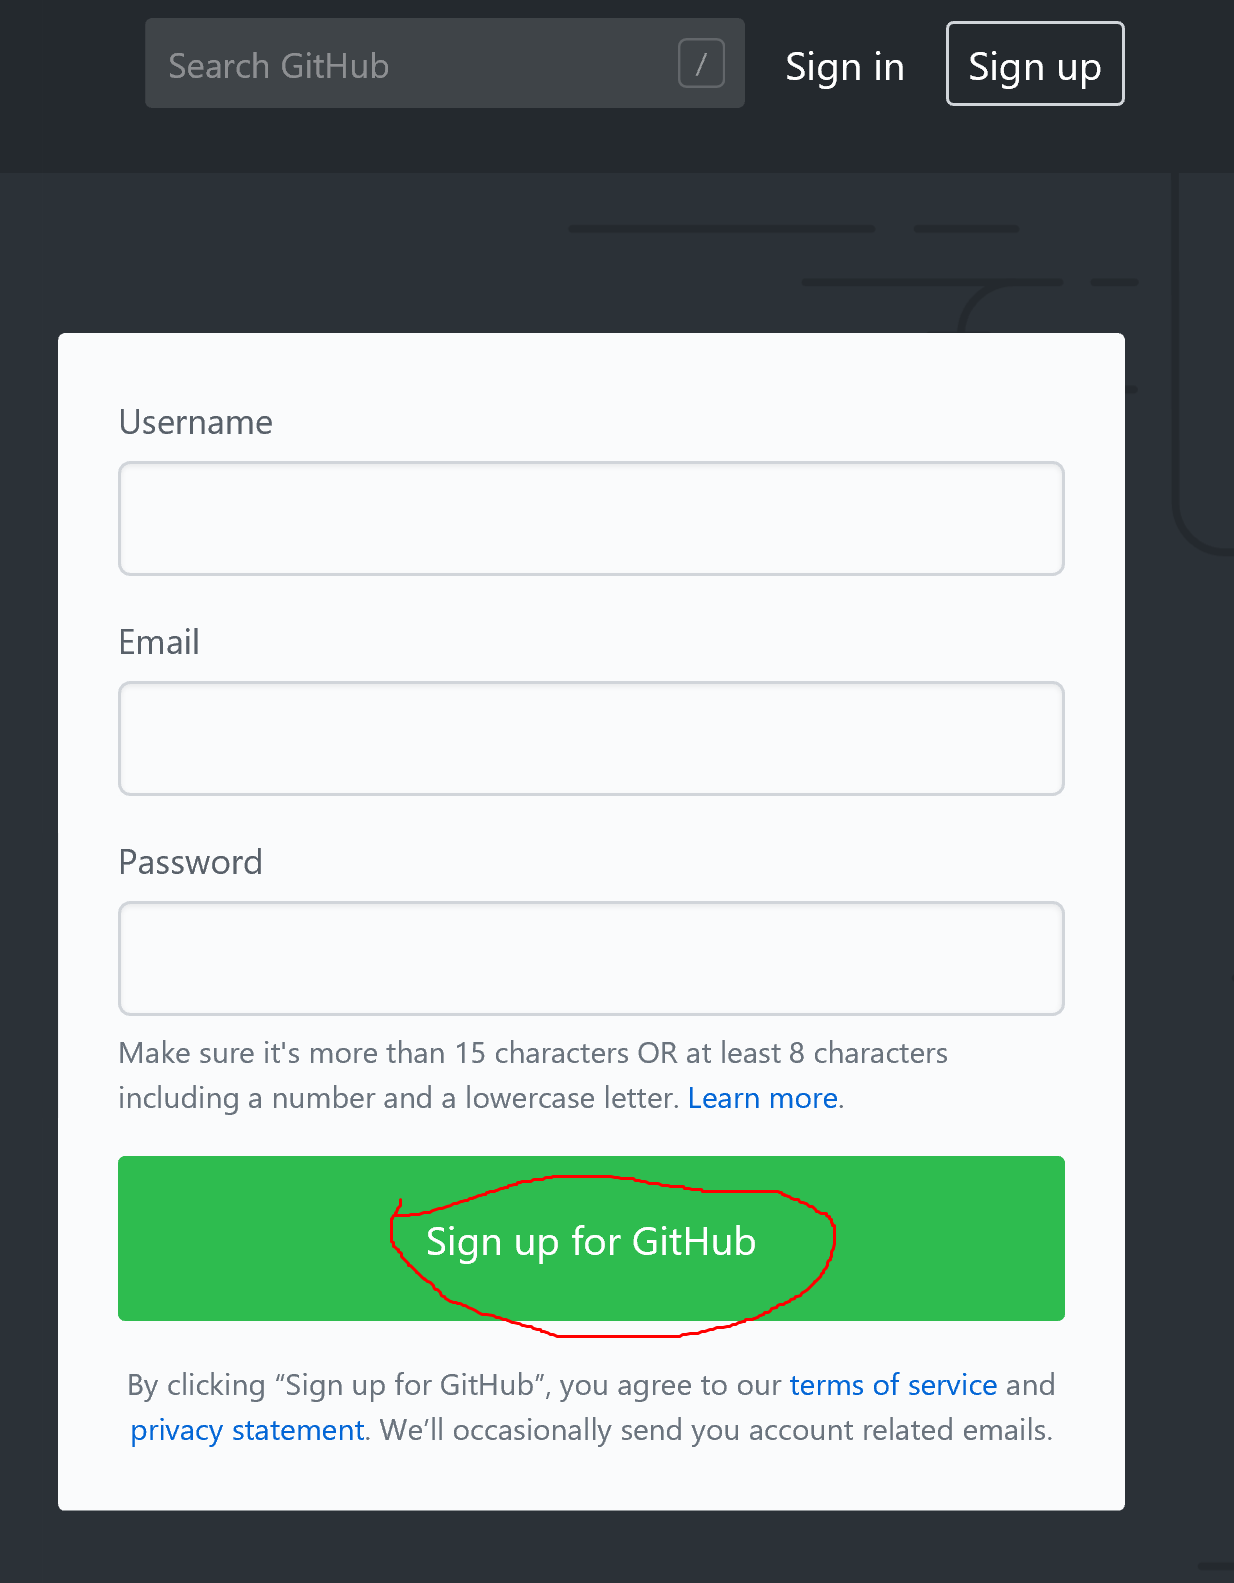 Search GitHub /
Sign in
Sign up
Username
Email
Password
Make sure it's more than 15 characters OR at least 8 characters
including a number and a lowercase letter. Learn more.
Sign up for GitHub
By clicking “Sign up for GitHub”, you agree to our terms of service and
privacy statement. We’ll occasionally send you account related emails.